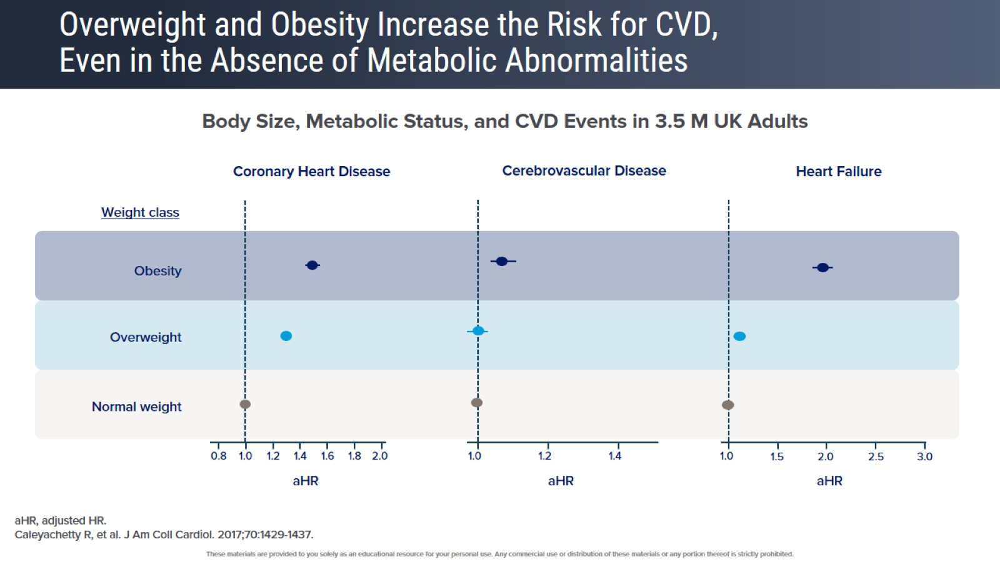 Overweight and Obesity Increase the Risk for CVD,
Even in the Absence of Metabolic Abnormalities
Body Size, Metabolic Status, and CVD Events in 3.5 M UK Adults
Coronary Heart Disease
Cerebrovascular Disease
Heart Failure
Weight class
Obesity
Overweight
Normal weight
0.8 1.0 1.2 1.4 1.6 1.8 2.0
1.0 1.2 1.4
1.0 1.5 2.0 2.5 3.0
aHR
aHR
aHR
aHR, adjusted HR.
Caleyachetty R, et al. J Am Coll Cardiol. 2017;70:1429-1437.
These materials are provided to you solely as an educational resource for your personal use. Any commercial use or distribution of these materials or any portion thereof is strictly prohibited.